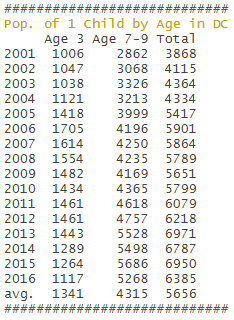 ############################
Pop. of 1 Child by Age in DC
Age 3 Age 7-9 Total
2001 1006 2862 3868
2002 1047 3068 4115
2003 1038 3326 4364
2004 1121 3213 4334
2005 1418 3999 5417
2006 1705 4196 5901
2007 1614 4250 5864
2008 1554 4235 5789
2009 1482 4169 5651
2010 1434 4365 5799
2011 1461 4618 6079
2012 1461 4757 6218
2013 1443 5528 6971
2014 1289 5498 6787
2015 1264 5686 6950
2016 1117 5268 6385
avg. 1341 4315 5656
############################